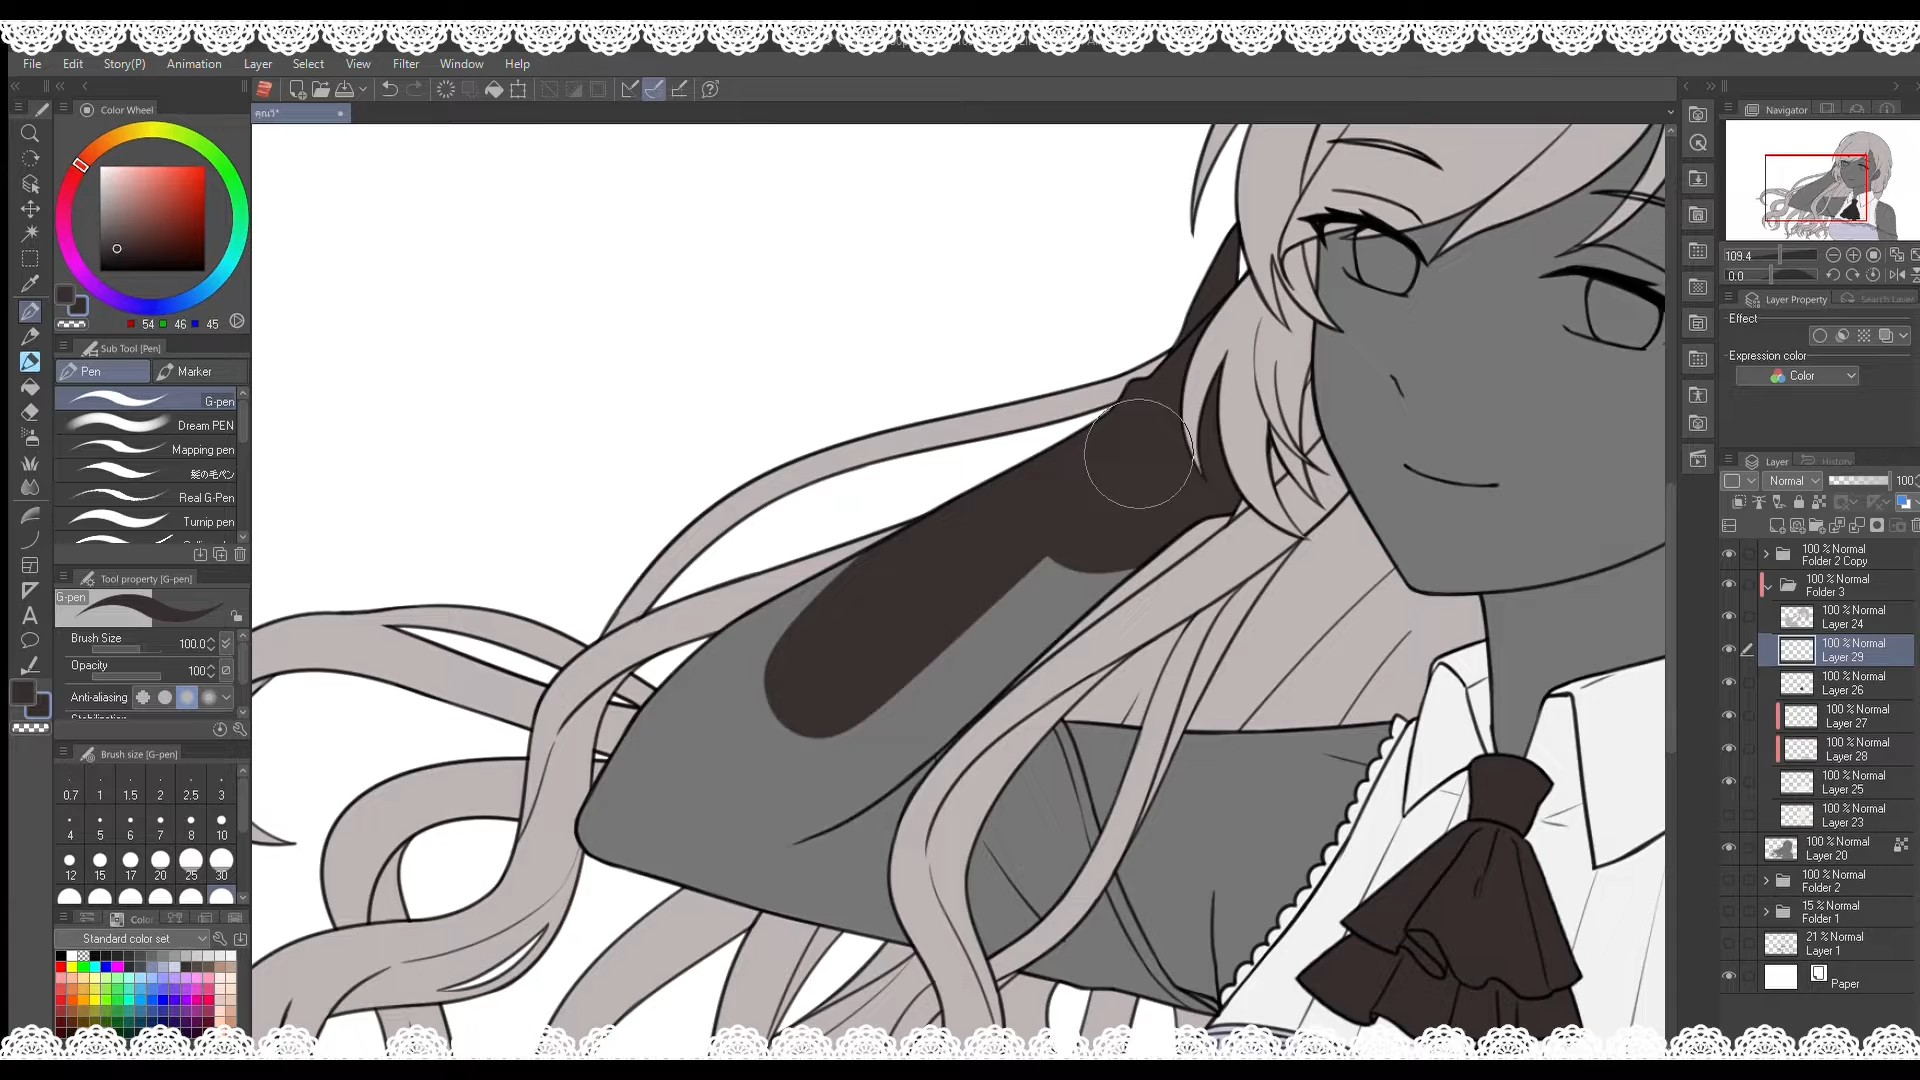 File Edit Story(P) Animation Layer Select View Filter Window Help
Color Wheel
54 46 45
Sub Tool [Pen]
Pen Marker
G-pen
Dream PEN
Mapping pen
髪の毛ペン
Real G-Pen
Turnip pen
Tool property [G-pen]
G-pen
Brush Size 100.0
Opacity 100
Anti-aliasing
Brush size [G-pen]
0.7 1 1.5 2 2.5 3
4 5 6 7 8 10
12 15 17 20 25 30
Standard color set
Navigator
109.4
0.0
Layer Property Search Layer
Effect
Expression color
Color
Layer History
Normal 100
100 % Normal
Folder 2 Copy
100 % Normal
Folder 3
100 % Normal
Layer 24
100 % Normal
Layer 29
100 % Normal
Layer 26
100 % Normal
Layer 27
100 % Normal
Layer 28
100 % Normal
Layer 25
100 % Normal
Layer 23
100 % Normal
Layer 20
100 % Normal
Folder 2
15 % Normal
Folder 1
21 % Normal
Layer 1
Paper